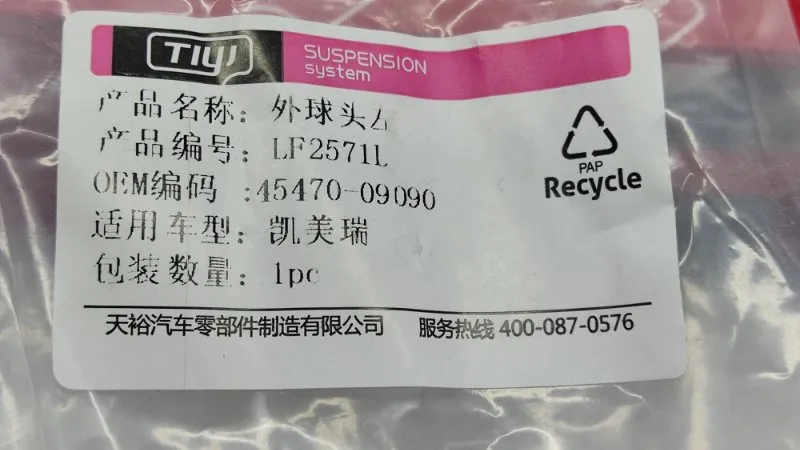 TIYI
SUSPENSION
system
产品名称: 外球头左
产品编号: LF2571L
OEM编码 :45470-09090
适用车型: 凯美瑞
包装数量: 1pc
PAP
Recycle
天裕汽车零部件制造有限公司 服务热线 400-087-0576